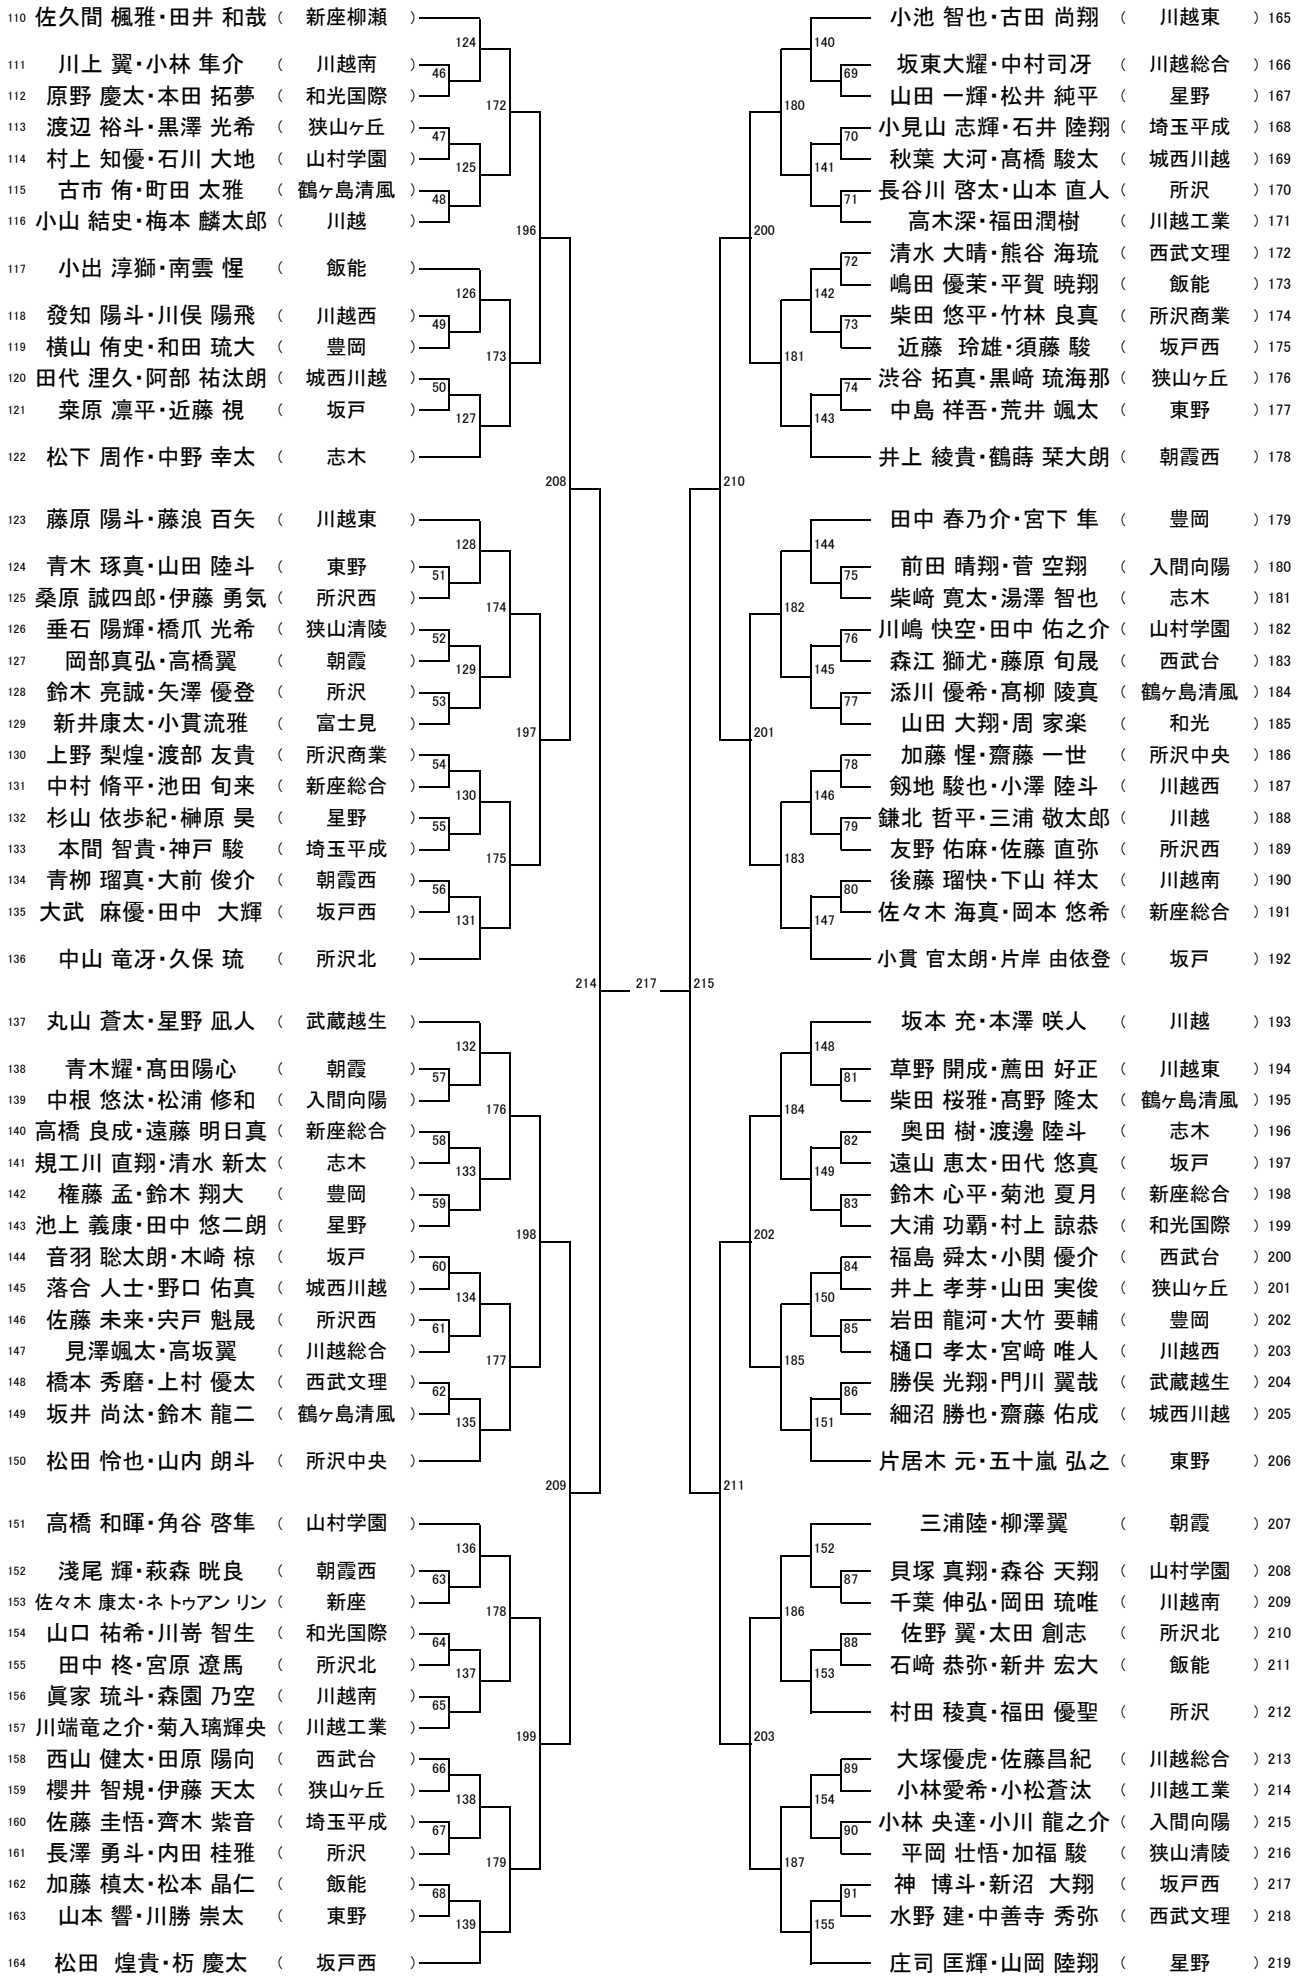 110 佐久間 楓雅・田井 和哉 （ 新座柳瀬 ）
111 川上 翼・小林 隼介 （ 川越南 ）
112 原野 慶太・本田 拓夢 （ 和光国際 ）
113 渡辺 裕斗・黒澤 光希 （ 狭山ヶ丘 ）
114 村上 知優・石川 大地 （ 山村学園 ）
115 古市 侑・町田 太雅 （ 鶴ヶ島清風 ）
116 小山 結史・梅本 麟太郎 （ 川越 ）
117 小出 淳獅・南雲 惺 （ 飯能 ）
118 發知 陽斗・川俣 陽飛 （ 川越西 ）
119 横山 侑史・和田 琉大 （ 豊岡 ）
120 田代 浬久・阿部 祐汰朗 （ 城西川越 ）
121 桒原 凛平・近藤 視 （ 坂戸 ）
122 松下 周作・中野 幸太 （ 志木 ）
123 藤原 陽斗・藤浪 百矢 （ 川越東 ）
124 青木 琢真・山田 陸斗 （ 東野 ）
125 桑原 誠四郎・伊藤 勇気 （ 所沢西 ）
126 垂石 陽輝・橋爪 光希 （ 狭山清陵 ）
127 岡部真弘・高橋翼 （ 朝霞 ）
128 鈴木 亮誠・矢澤 優登 （ 所沢 ）
129 新井康太・小貫流雅 （ 富士見 ）
130 上野 梨煌・渡部 友貴 （ 所沢商業 ）
131 中村 脩平・池田 旬来 （ 新座総合 ）
132 杉山 依歩紀・榊原 昊 （ 星野 ）
133 本間 智貴・神戸 駿 （ 埼玉平成 ）
134 青栁 瑠真・大前 俊介 （ 朝霞西 ）
135 大武 麻優・田中 大輝 （ 坂戸西 ）
136 中山 竜冴・久保 琉 （ 所沢北 ）
137 丸山 蒼太・星野 凪人 （ 武蔵越生 ）
138 青木耀・髙田陽心 （ 朝霞 ）
139 中根 悠汰・松浦 修和 （ 入間向陽 ）
140 高橋 良成・遠藤 明日真 （ 新座総合 ）
141 規工川 直翔・清水 新太 （ 志木 ）
142 権藤 孟・鈴木 翔大 （ 豊岡 ）
143 池上 義康・田中 悠二朗 （ 星野 ）
144 音羽 聡太朗・木崎 椋 （ 坂戸 ）
145 落合 人士・野口 佑真 （ 城西川越 ）
146 佐藤 未来・宍戸 魁晟 （ 所沢西 ）
147 見澤颯太・高坂翼 （ 川越総合 ）
148 橋本 秀磨・上村 優太 （ 西武文理 ）
149 坂井 尚汰・鈴木 龍二 （ 鶴ヶ島清風 ）
150 松田 怜也・山内 朗斗 （ 所沢中央 ）
151 高橋 和暉・角谷 啓隼 （ 山村学園 ）
152 淺尾 輝・萩森 晄良 （ 朝霞西 ）
153 佐々木 康太・ネトゥアン リン （ 新座 ）
154 山口 祐希・川嵜 智生 （ 和光国際 ）
155 田中 柊・宮原 遼馬 （ 所沢北 ）
156 眞家 琉斗・森園 乃空 （ 川越南 ）
157 川端竜之介・菊入璃輝央 （ 川越工業 ）
158 西山 健太・田原 陽向 （ 西武台 ）
159 櫻井 智規・伊藤 天太 （ 狭山ヶ丘 ）
160 佐藤 圭悟・齊木 紫音 （ 埼玉平成 ）
161 長澤 勇斗・内田 桂雅 （ 所沢 ）
162 加藤 槙太・松本 晶仁 （ 飯能 ）
163 山本 響・川勝 崇太 （ 東野 ）
164 松田 煌貴・栃 慶太 （ 坂戸西 ）
124
46
172
47
125
48
196
126
49
173
50
127
208
128
51
174
52
129
53
197
54
130
55
175
56
131
214
132
57
176
58
133
59
198
60
134
61
177
62
135
209
136
63
178
64
137
65
199
66
138
67
179
68
139
217
140
69
180
70
141
71
200
72
142
73
181
74
143
210
144
75
182
76
145
77
201
78
146
79
183
80
147
215
148
81
184
82
149
83
202
84
150
85
185
86
151
211
152
87
186
88
153
203
89
154
90
187
91
155
小池 智也・古田 尚翔 （ 川越東 ） 165
坂東大耀・中村司冴 （ 川越総合 ） 166
山田 一輝・松井 純平 （ 星野 ） 167
小見山 志輝・石井 陸翔 （ 埼玉平成 ） 168
秋葉 大河・髙橋 駿太 （ 城西川越 ） 169
長谷川 啓太・山本 直人 （ 所沢 ） 170
高木深・福田潤樹 （ 川越工業 ） 171
清水 大晴・熊谷 海琉 （ 西武文理 ） 172
嶋田 優茉・平賀 暁翔 （ 飯能 ） 173
柴田 悠平・竹林 良真 （ 所沢商業 ） 174
近藤 玲雄・須藤 駿 （ 坂戸西 ） 175
渋谷 拓真・黒﨑 琉海那 （ 狭山ヶ丘 ） 176
中島 祥吾・荒井 颯太 （ 東野 ） 177
井上 綾貴・鶴蒔 栞大朗 （ 朝霞西 ） 178
田中 春乃介・宮下 隼 （ 豊岡 ） 179
前田 晴翔・菅 空翔 （ 入間向陽 ） 180
柴﨑 寛太・湯澤 智也 （ 志木 ） 181
川嶋 快空・田中 佑之介 （ 山村学園 ） 182
森江 獅尤・藤原 旬晟 （ 西武台 ） 183
添川 優希・髙柳 陵真 （ 鶴ヶ島清風 ） 184
山田 大翔・周 家楽 （ 和光 ） 185
加藤 惺・齋藤 一世 （ 所沢中央 ） 186
剱地 駿也・小澤 陸斗 （ 川越西 ） 187
鎌北 哲平・三浦 敬太郎 （ 川越 ） 188
友野 佑麻・佐藤 直弥 （ 所沢西 ） 189
後藤 瑠快・下山 祥太 （ 川越南 ） 190
佐々木 海真・岡本 悠希 （ 新座総合 ） 191
小貫 官太朗・片岸 由依登 （ 坂戸 ） 192
坂本 充・本澤 咲人 （ 川越 ） 193
草野 開成・薦田 好正 （ 川越東 ） 194
柴田 桜雅・髙野 隆太 （ 鶴ヶ島清風 ） 195
奥田 樹・渡邊 陸斗 （ 志木 ） 196
遠山 恵太・田代 悠真 （ 坂戸 ） 197
鈴木 心平・菊池 夏月 （ 新座総合 ） 198
大浦 功覇・村上 諒恭 （ 和光国際 ） 199
福島 舜太・小関 優介 （ 西武台 ） 200
井上 孝芽・山田 実俊 （ 狭山ヶ丘 ） 201
岩田 龍河・大竹 要輔 （ 豊岡 ） 202
樋口 孝太・宮﨑 唯人 （ 川越西 ） 203
勝俣 光翔・門川 翼哉 （ 武蔵越生 ） 204
細沼 勝也・齋藤 佑成 （ 城西川越 ） 205
片居木 元・五十嵐 弘之 （ 東野 ） 206
三浦陸・柳澤翼 （ 朝霞 ） 207
貝塚 真翔・森谷 天翔 （ 山村学園 ） 208
千葉 伸弘・岡田 琉唯 （ 川越南 ） 209
佐野 翼・太田 創志 （ 所沢北 ） 210
石﨑 恭弥・新井 宏大 （ 飯能 ） 211
村田 稜真・福田 優聖 （ 所沢 ） 212
大塚優虎・佐藤昌紀 （ 川越総合 ） 213
小林愛希・小松蒼汰 （ 川越工業 ） 214
小林 央達・小川 龍之介 （ 入間向陽 ） 215
平岡 壮悟・加福 駿 （ 狭山清陵 ） 216
神 博斗・新沼 大翔 （ 坂戸西 ） 217
水野 建・中善寺 秀弥 （ 西武文理 ） 218
庄司 匡輝・山岡 陸翔 （ 星野 ） 219